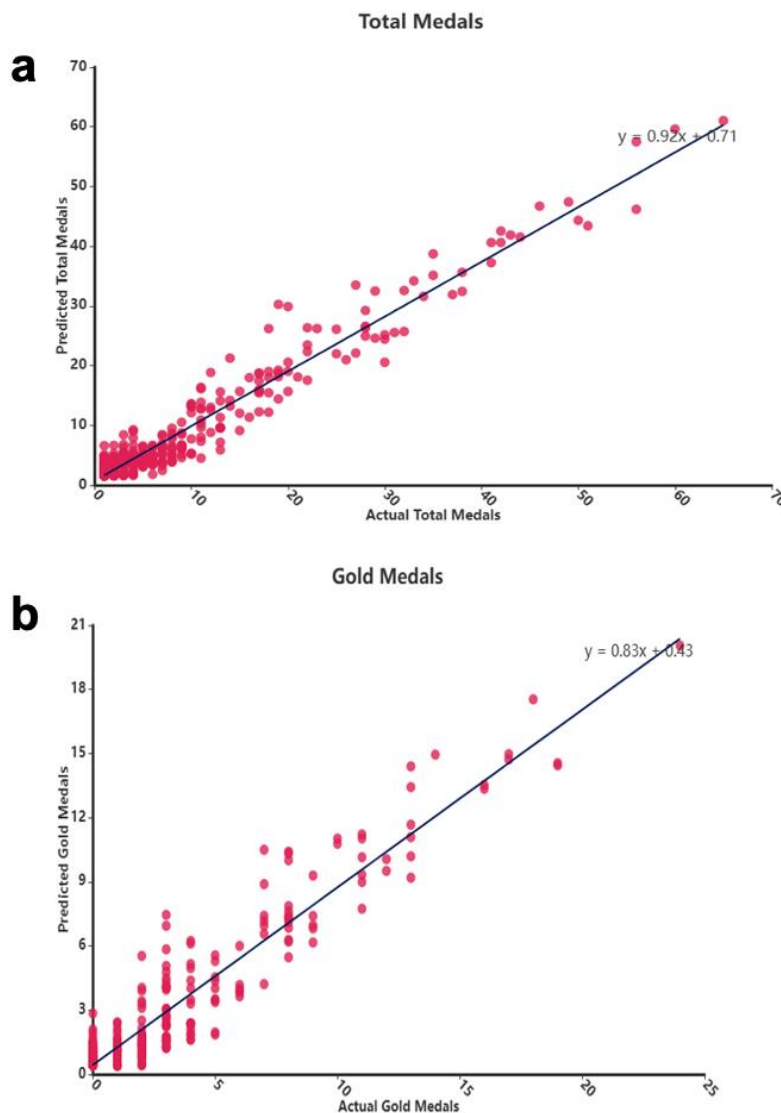 Total Medals
a
70
60
50
40
30
20
10
0
Predicted Total Medals
y = 0.92x + 0.71
0 10 20 30 40 50 60 70
Actual Total Medals
Gold Medals
b
21
18
15
12
9
6
3
0
Predicted Gold Medals
y = 0.83x + 0.43
0 5 10 15 20 25
Actual Gold Medals